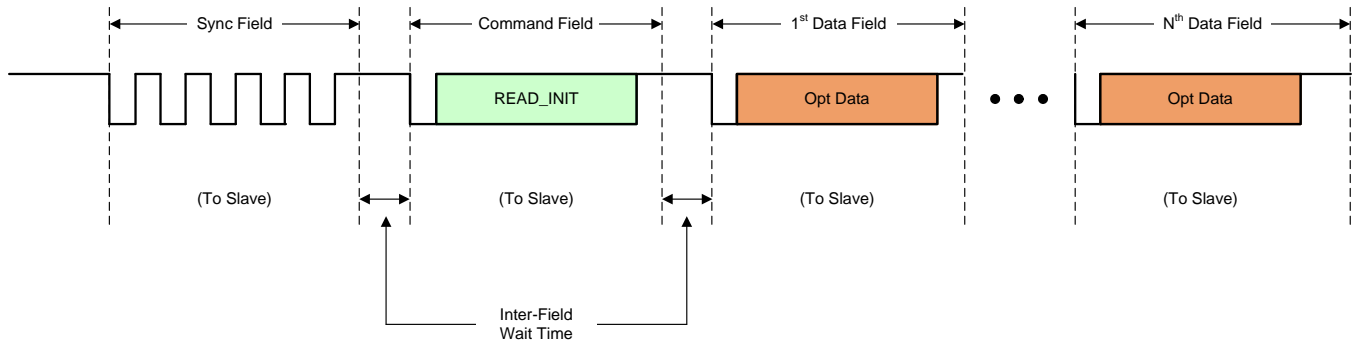 Sync Field
Command Field
1st Data Field
Nth Data Field
READ_INIT
Opt Data
Opt Data
(To Slave)
(To Slave)
(To Slave)
(To Slave)
Inter-Field
Wait Time